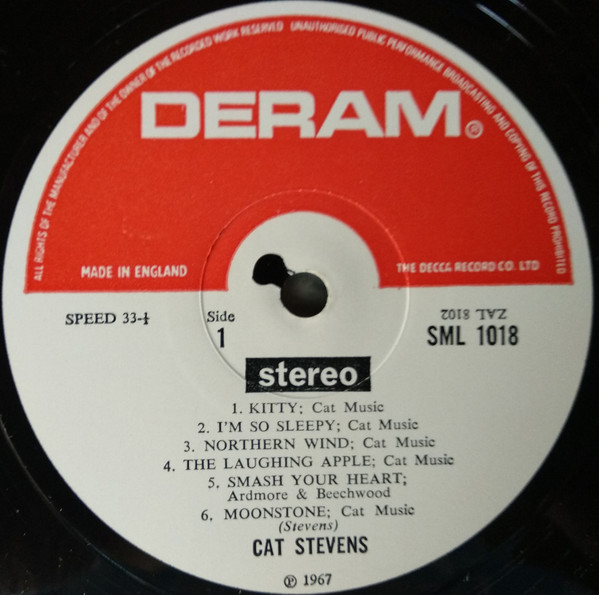 ALL RIGHTS OF THE MANUFACTURER AND OF THE OWNER OF THE RECORDED WORK RESERVED UNAUTHORISED PUBLIC PERFORMANCE BROADCASTING AND COPYING OF THIS RECORD PROHIBITED
DERAM®
MADE IN ENGLAND
THE DECCA RECORD CO. LTD
SPEED 33-⅓
Side
1
ZAL 8102
SML 1018
stereo
1. KITTY; Cat Music
2. I'M SO SLEEPY; Cat Music
3. NORTHERN WIND; Cat Music
4. THE LAUGHING APPLE; Cat Music
5. SMASH YOUR HEART;
Ardmore & Beechwood
6. MOONSTONE; Cat Music
(Stevens)
CAT STEVENS
℗ 1967